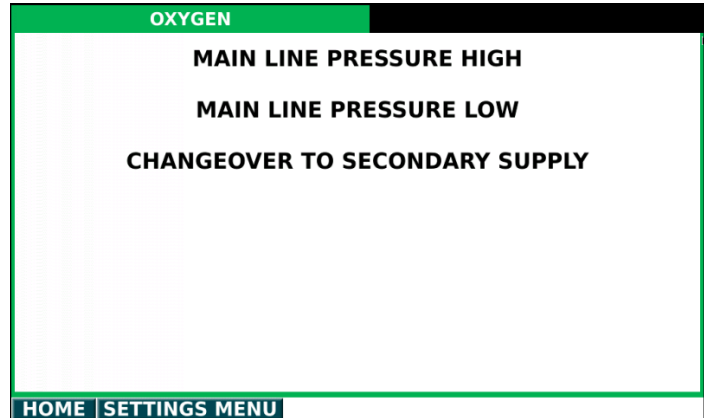 OXYGEN
MAIN LINE PRESSURE HIGH
MAIN LINE PRESSURE LOW
CHANGEOVER TO SECONDARY SUPPLY
HOME SETTINGS MENU